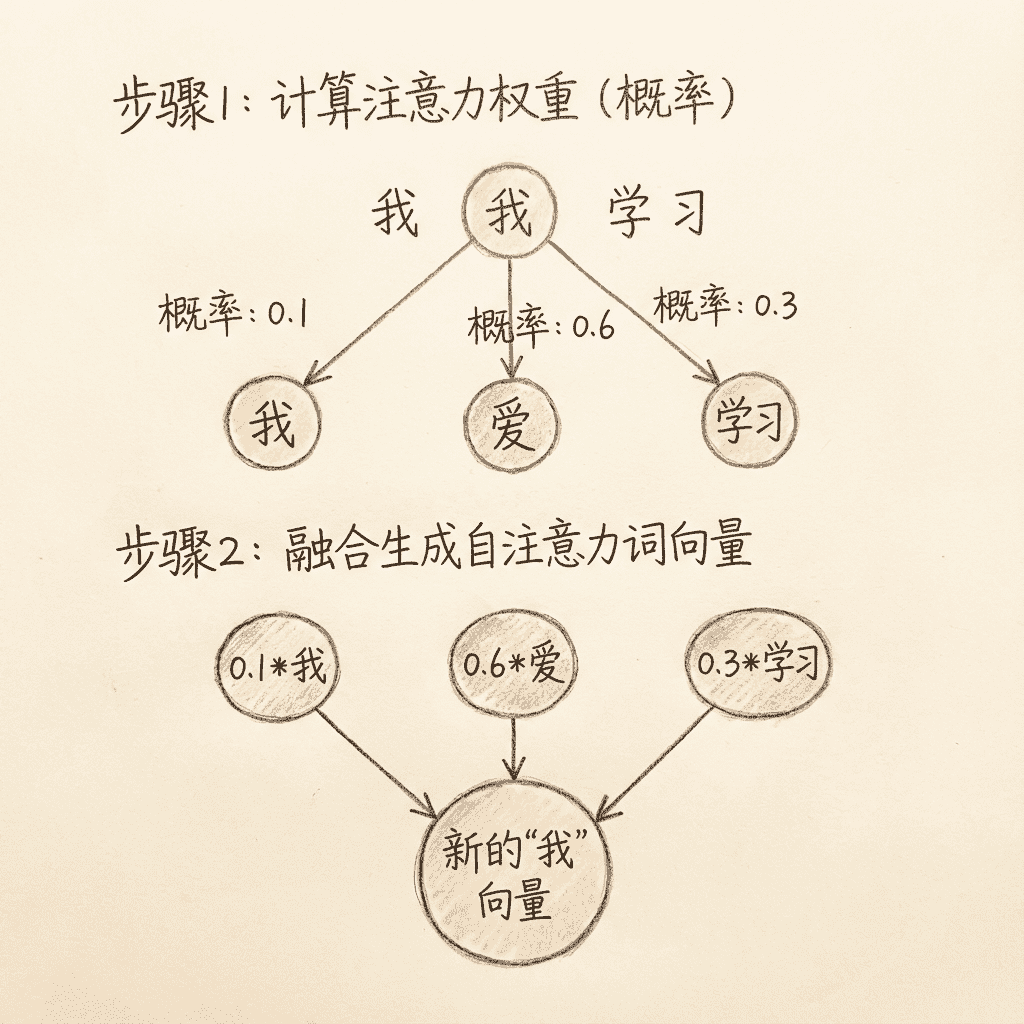 步骤1：计算注意力权重（概率）
我 我 学习
概率：0.1 概率：0.6 概率：0.3
我 爱 学习
步骤2：融合生成自注意力词向量
0.1*我 0.6*爱 0.3*学习
新的“我”
向量